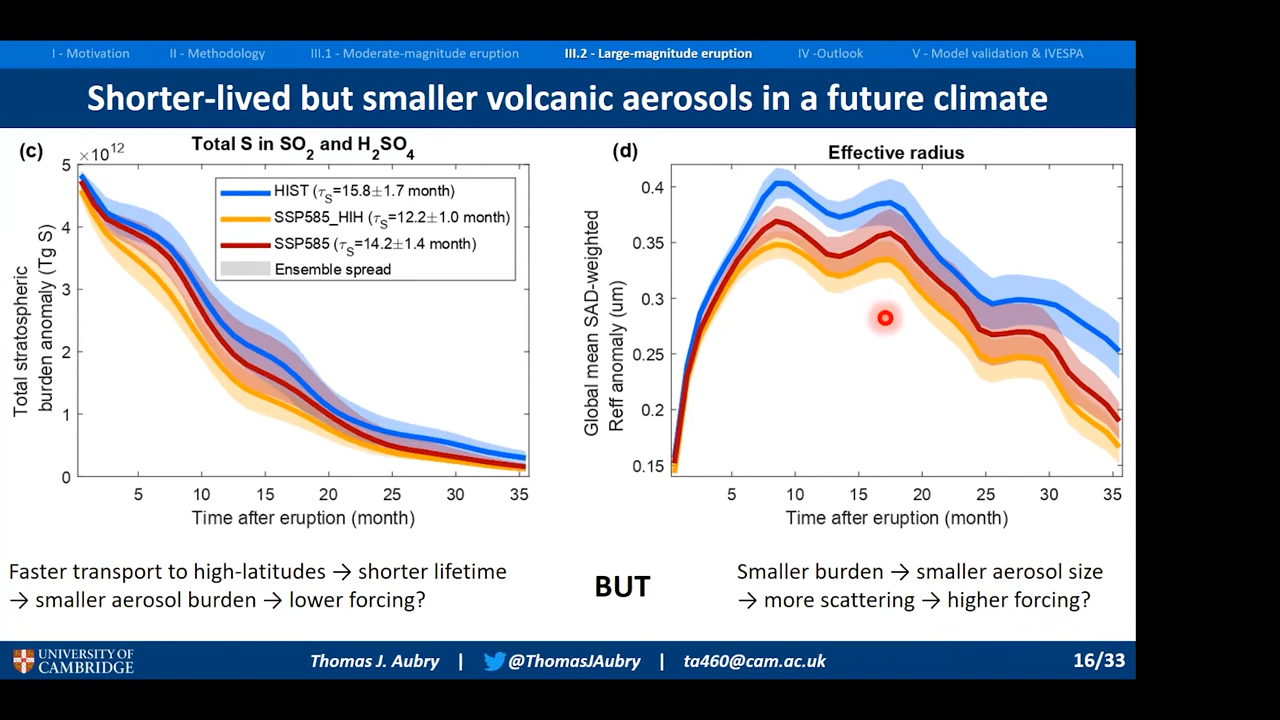 I - Motivation II - Methodology III.1 - Moderate-magnitude eruption III.2 - Large-magnitude eruption IV -Outlook V - Model validation & IVESPA
Shorter-lived but smaller volcanic aerosols in a future climate
(c) Total S in SO2 and H2SO4
×10^12
5
4
3
2
1
0
Total stratospheric
burden anomaly (Tg S)
HIST (τS=15.8±1.7 month)
SSP585_HIH (τS=12.2±1.0 month)
SSP585 (τS=14.2±1.4 month)
Ensemble spread
5 10 15 20 25 30 35
Time after eruption (month)
(d) Effective radius
0.4
0.35
0.3
0.25
0.2
0.15
Global mean SAD-weighted
Reff anomaly (um)
5 10 15 20 25 30 35
Time after eruption (month)
Faster transport to high-latitudes → shorter lifetime
→ smaller aerosol burden → lower forcing?
BUT
Smaller burden → smaller aerosol size
→ more scattering → higher forcing?
UNIVERSITY OF
CAMBRIDGE
Thomas J. Aubry | @ThomasJAubry | ta460@cam.ac.uk
16/33